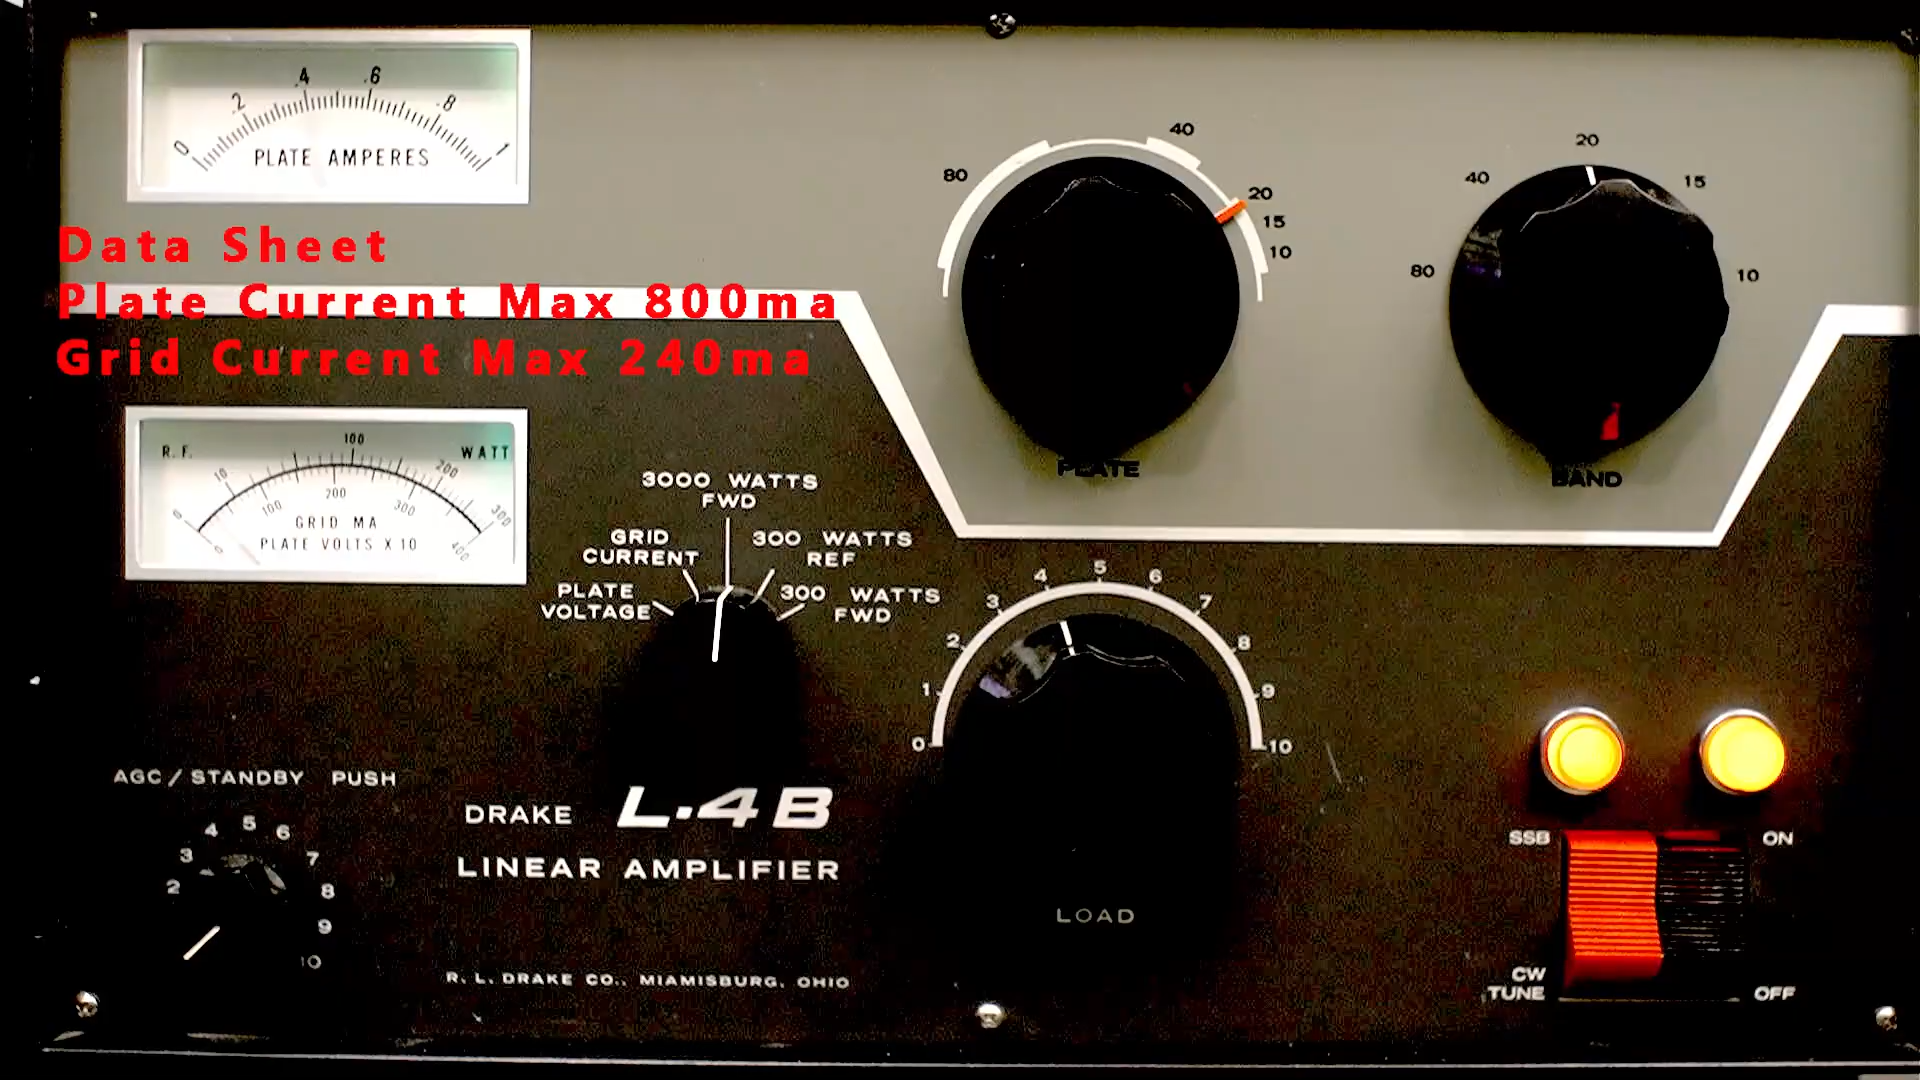 0 .2 .4 .6 .8 1
PLATE AMPERES
Data Sheet
Plate Current Max 800ma
Grid Current Max 240ma
80 40 20 15 10
PLATE
80 40 20 15 10
BAND
R.F. WATT
0 10 100 200 300
0 100 200 300 400
GRID MA
PLATE VOLTS X 10
3000 WATTS
FWD
GRID
CURRENT
300 WATTS
REF
PLATE
VOLTAGE
300 WATTS
FWD
0 1 2 3 4 5 6 7 8 9 10
LOAD
AGC / STANDBY PUSH
2 3 4 5 6 7 8 9 10
DRAKE L·4B
LINEAR AMPLIFIER
R. L. DRAKE CO., MIAMISBURG, OHIO
SSB
ON
CW
TUNE
OFF